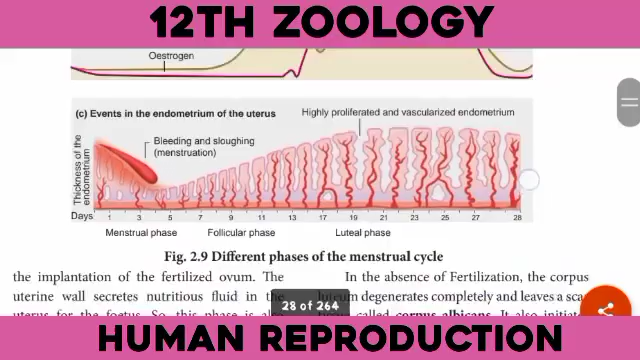 12TH ZOOLOGY
Oestrogen
(c) Events in the endometrium of the uterus
Highly proliferated and vascularized endometrium
Bleeding and sloughing
(menstruation)
Thickness of the
endometrium
Days 1 3 5 7 9 11 13 17 19 23 25 27 28
Menstrual phase Follicular phase Luteal phase
Fig. 2.9 Different phases of the menstrual cycle
the implantation of the fertilized ovum. The
uterine wall secretes nutritious fluid in the
uterus for the foetus. So, this phase is
In the absence of Fertilization, the corpus
degenerates completely and leaves a
called corpus albicans. It also
28 of 264
HUMAN REPRODUCTION